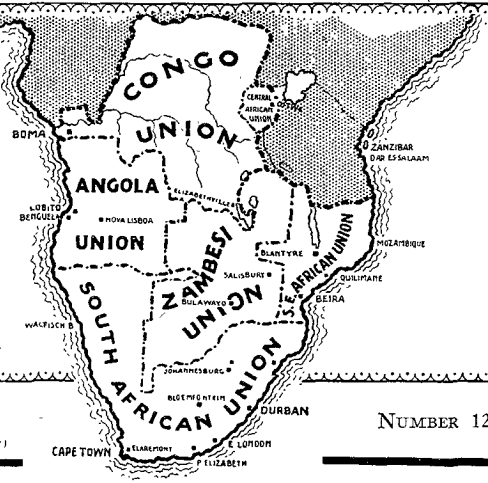 CONGO
UNION
CENTRAL
AFRICAN
UNION
BOMA
ZANZIBAR
DAR ES SALAAM
ANGOLA
UNION
ELIZABETHVILLE
LOBITO
BENGUELA
NOVA LISBOA
ZAMBESI
UNION
BLANTYRE
SALISBURY
BULAWAYO
S.E. AFRICAN UNION
MOZAMBIQUE
QUILIMANE
BEIRA
WALFISCH B
SOUTH AFRICAN UNION
JOHANNESBURG
BLOEMFONTEIN
DURBAN
E LONDON
P ELIZABETH
CAPE TOWN
CLAREMONT
NUMBER 12